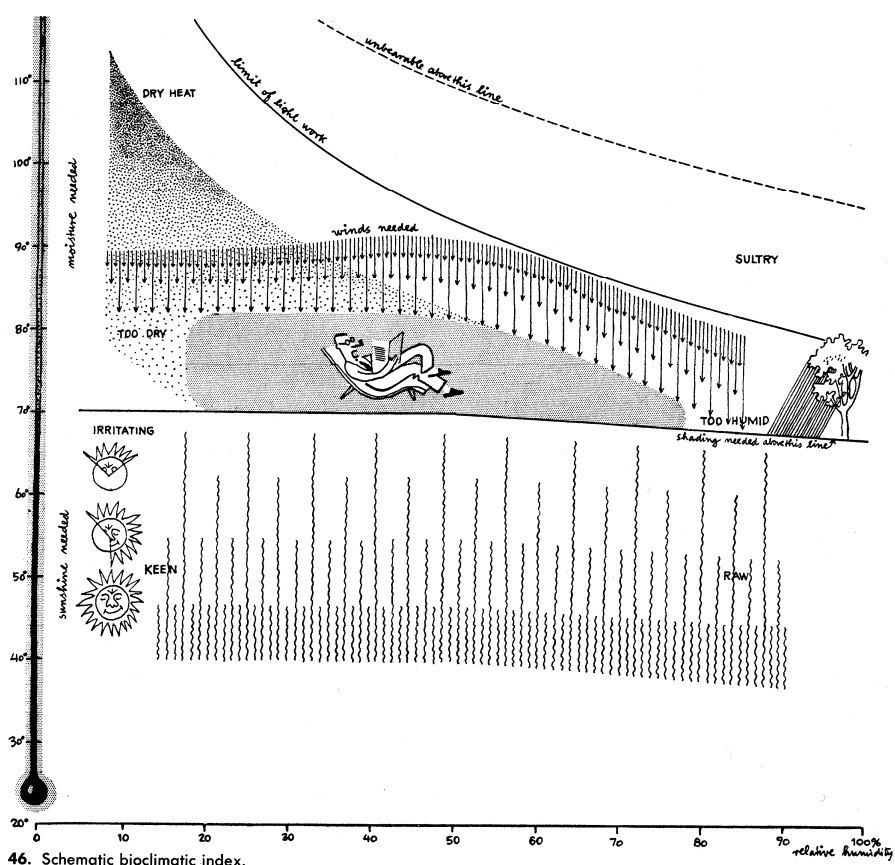 unbearable above this line
limit of light work
110°
DRY HEAT
100°
moisture needed
winds needed
90°
SULTRY
80°
TOO DRY
70°
TOO HUMID
shading needed above this line
IRRITATING
60°
sunshine needed
KEEN
RAW
50°
40°
30°
20°
0 10 20 30 40 50 60 70 80 90 100%
relative humidity
46. Schematic bioclimatic index.